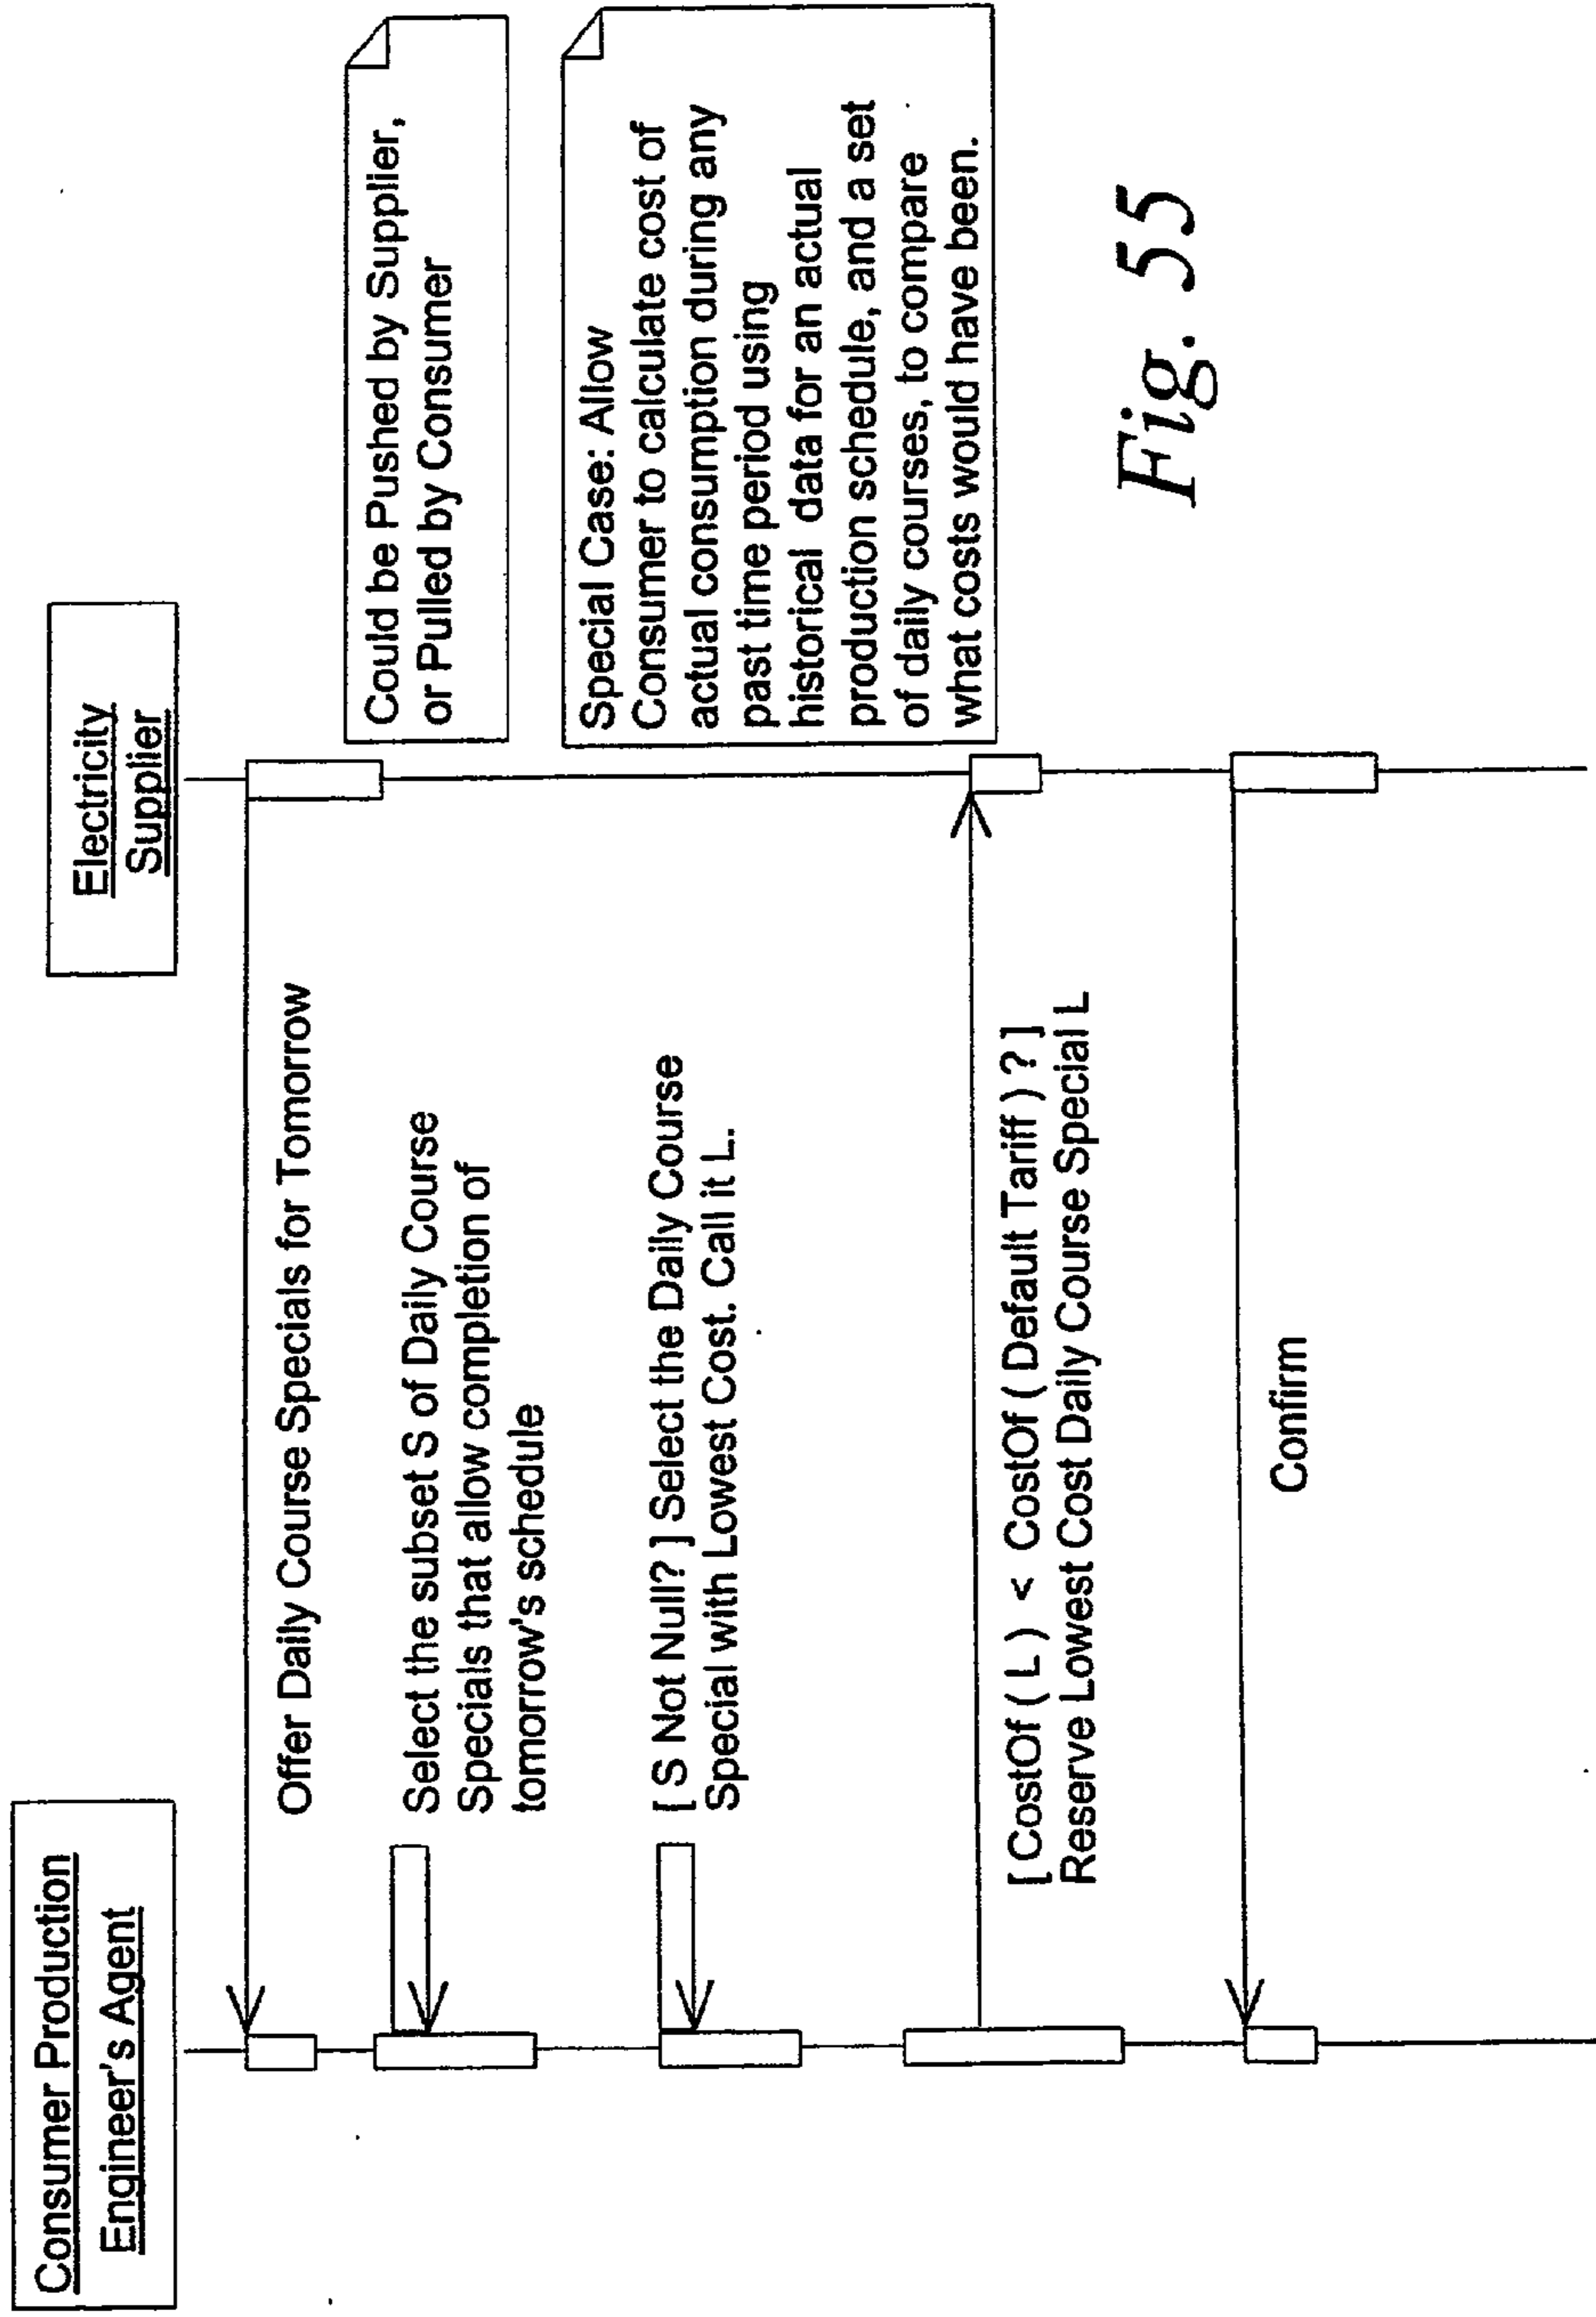 Consumer Production
Engineer's Agent
Electricity
Supplier
Offer Daily Course Specials for Tomorrow
Could be Pushed by Supplier,
or Pulled by Consumer
Select the subset S of Daily Course
Specials that allow completion of
tomorrow's schedule
Special Case: Allow
Consumer to calculate cost of
actual consumption during any
past time period using
historical data for an actual
production schedule, and a set
of daily courses, to compare
what costs would have been.
[ S Not Null? ] Select the Daily Course
Special with Lowest Cost. Call it L.
[ CostOf ( L ) < CostOf ( Default Tariff ) ? ]
Reserve Lowest Cost Daily Course Special L
Confirm
Fig. 55